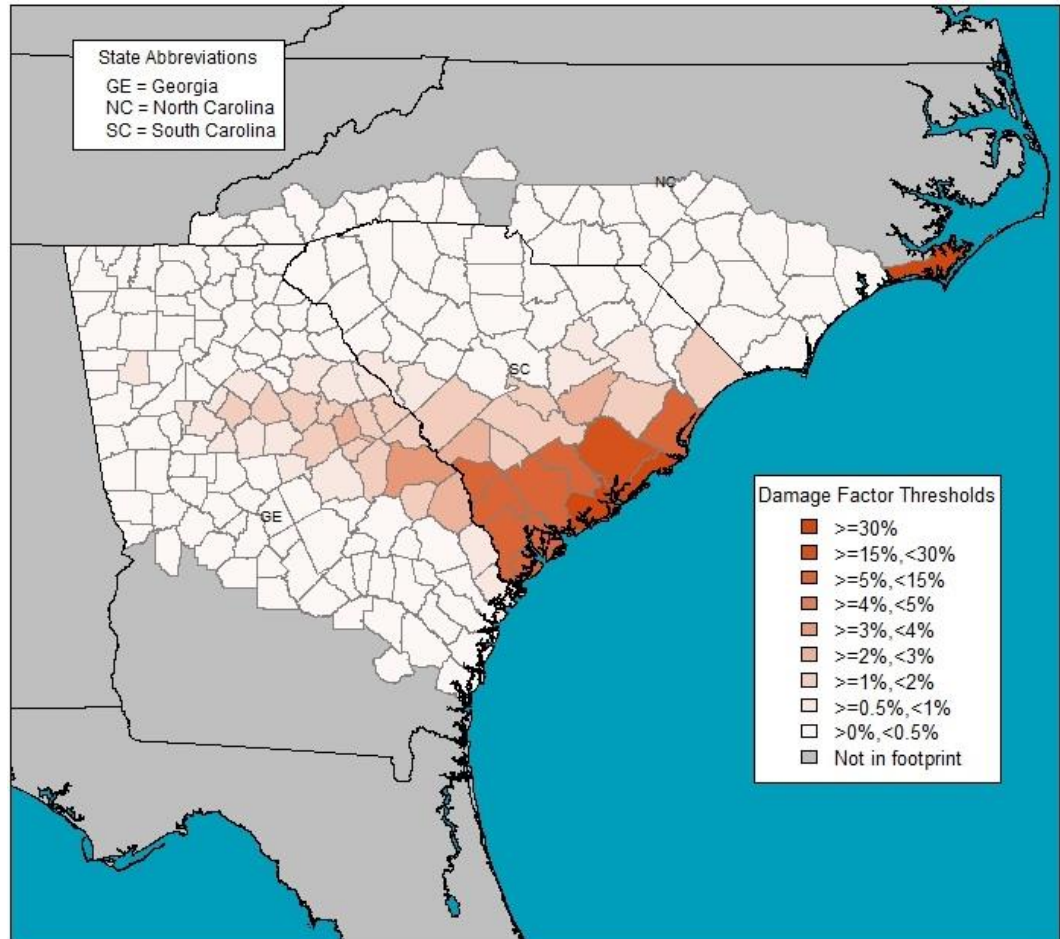 State Abbreviations
GE = Georgia
NC = North Carolina
SC = South Carolina
NC
SC
GE
Damage Factor Thresholds
>=30%
>=15%,<30%
>=5%,<15%
>=4%,<5%
>=3%,<4%
>=2%,<3%
>=1%,<2%
>=0.5%,<1%
>0%,<0.5%
Not in footprint